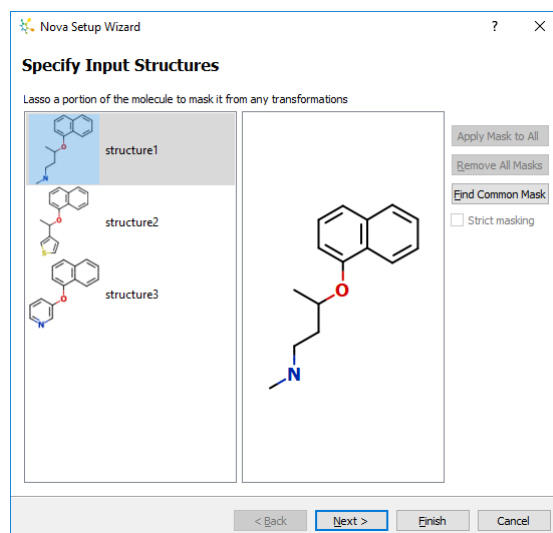 Nova Setup Wizard ? ×
Specify Input Structures
Lasso a portion of the molecule to mask it from any transformations
structure1
structure2
structure3
O
N
O
S
O
N
O
N
Apply Mask to All
Remove All Masks
Find Common Mask
Strict masking
< Back
Next >
Finish
Cancel